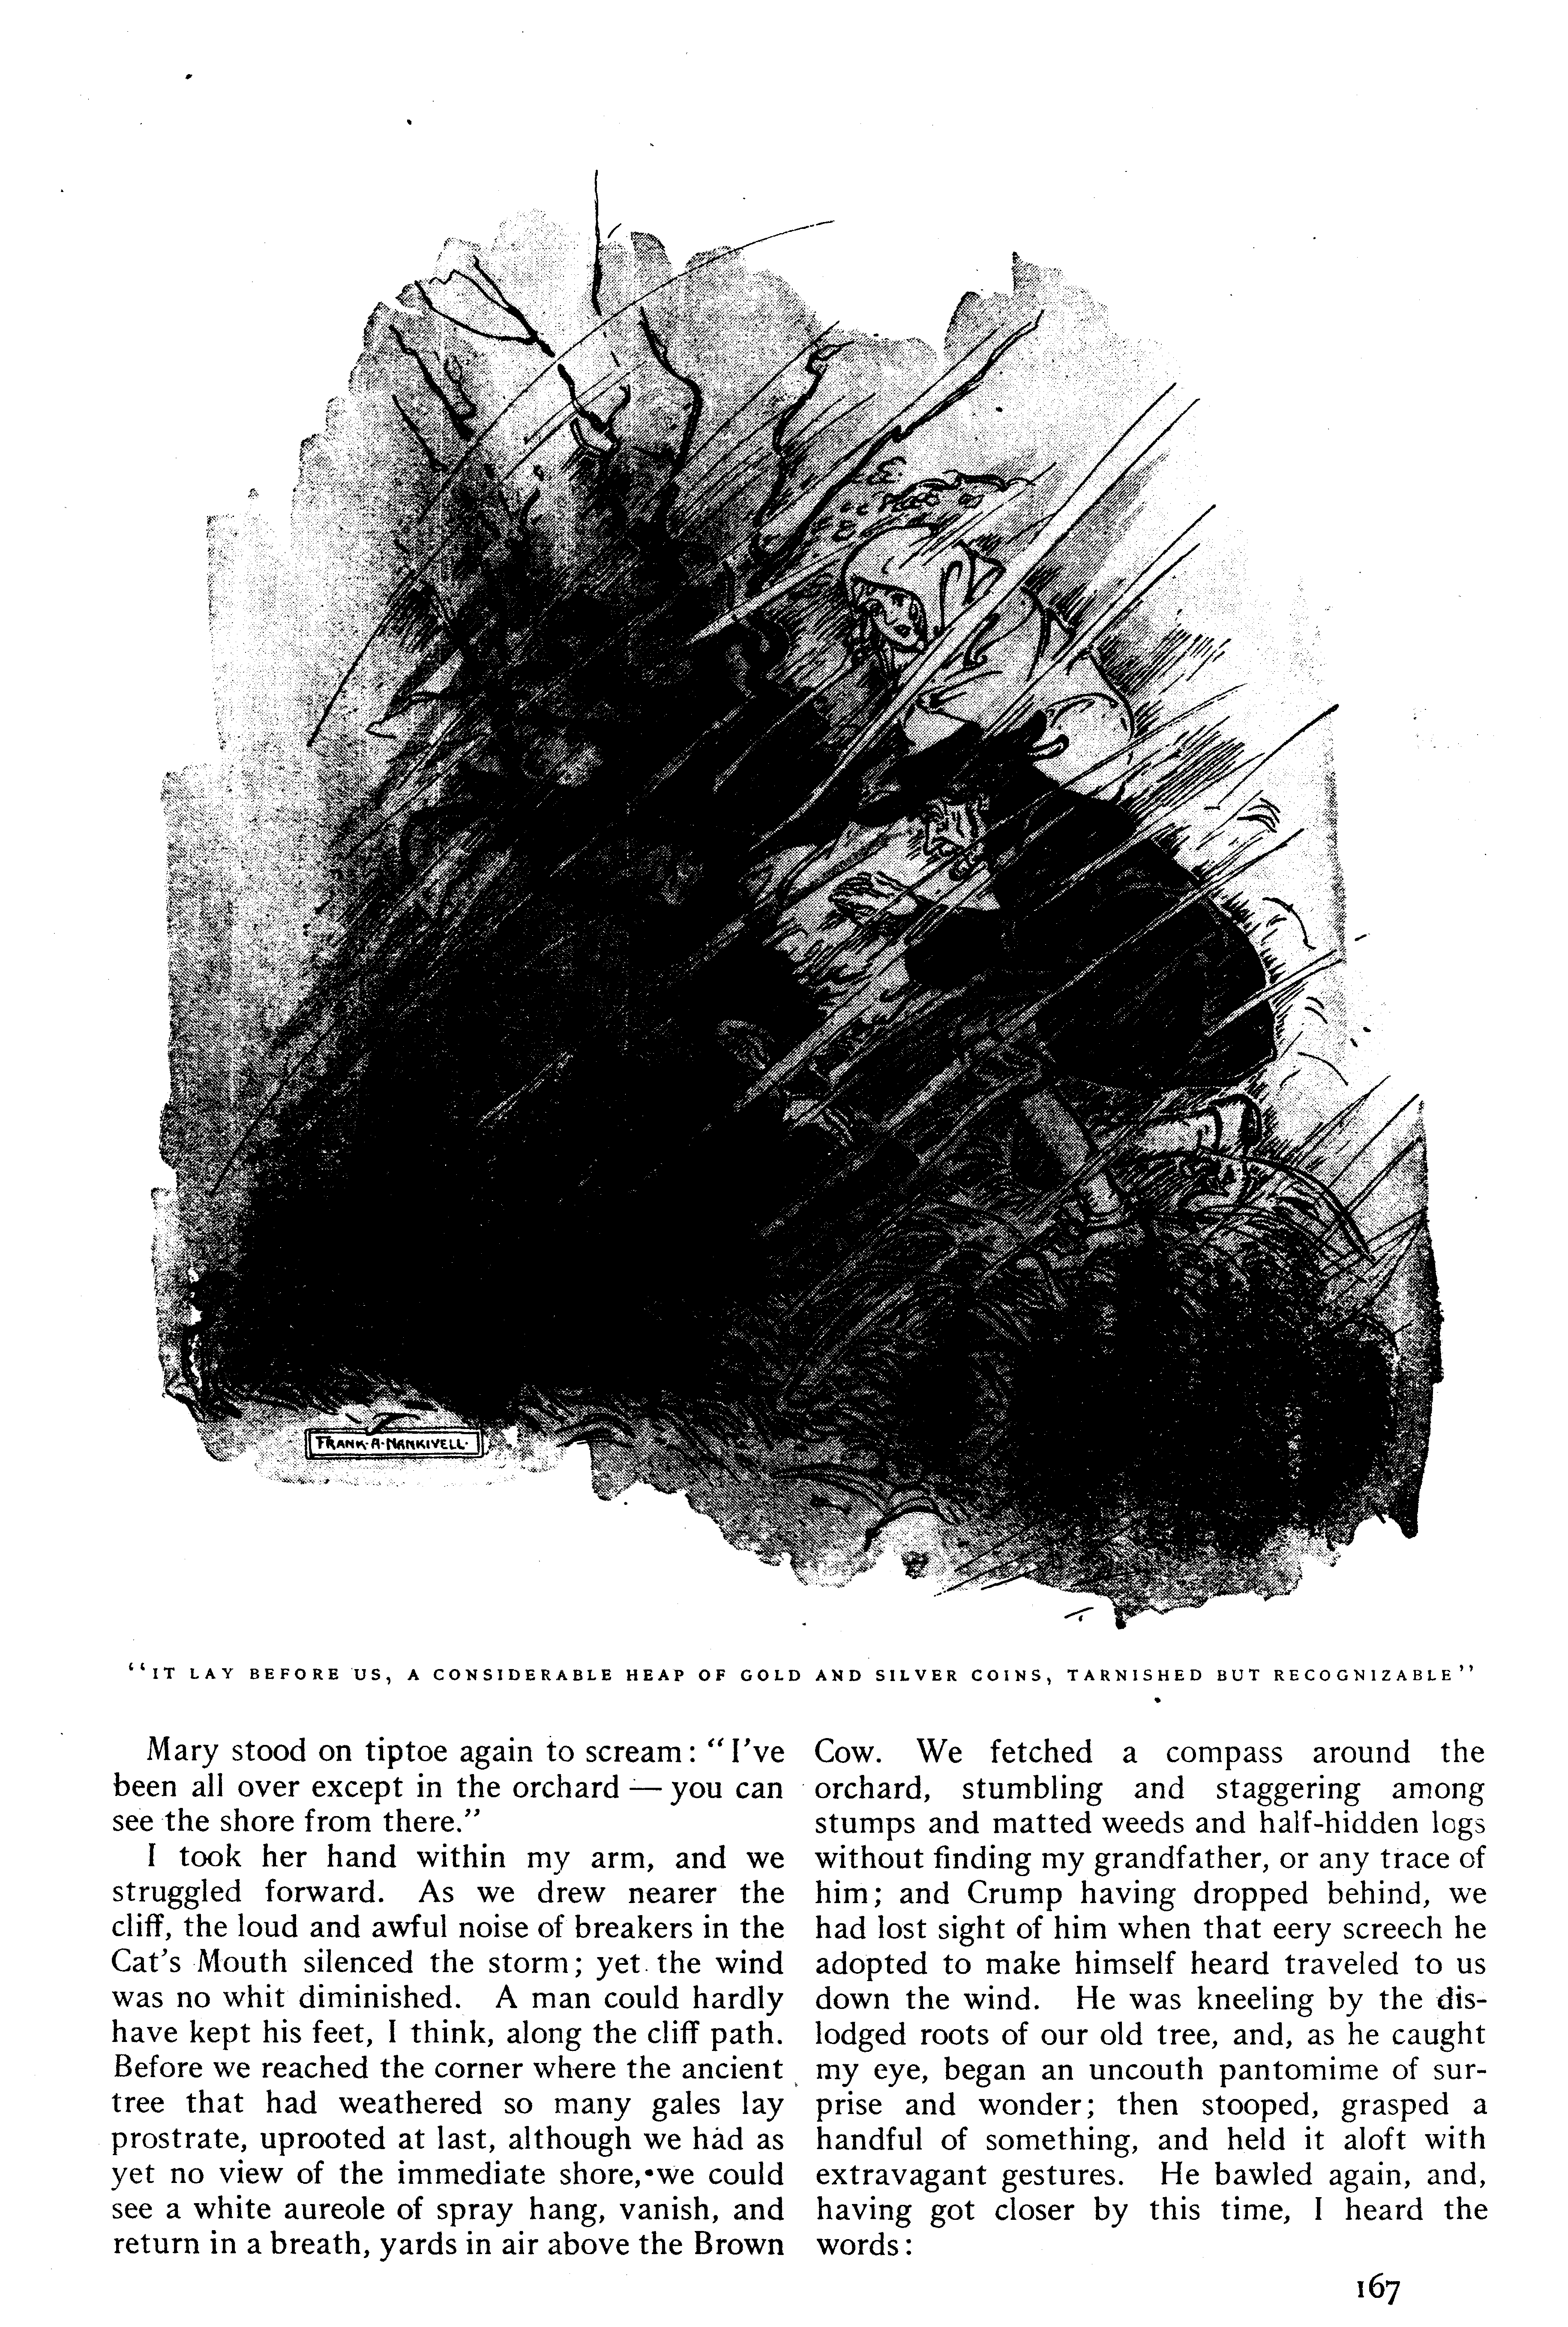 FRANK·A·NANKIVELL·
“IT LAY BEFORE US, A CONSIDERABLE HEAP OF GOLD AND SILVER COINS, TARNISHED BUT RECOGNIZABLE”
Mary stood on tiptoe again to scream: “I’ve
been all over except in the orchard — you can
see the shore from there.”
I took her hand within my arm, and we
struggled forward. As we drew nearer the
cliff, the loud and awful noise of breakers in the
Cat’s Mouth silenced the storm; yet the wind
was no whit diminished. A man could hardly
have kept his feet, I think, along the cliff path.
Before we reached the corner where the ancient
tree that had weathered so many gales lay
prostrate, uprooted at last, although we had as
yet no view of the immediate shore, we could
see a white aureole of spray hang, vanish, and
return in a breath, yards in air above the Brown
Cow. We fetched a compass around the
orchard, stumbling and staggering among
stumps and matted weeds and half-hidden logs
without finding my grandfather, or any trace of
him; and Crump having dropped behind, we
had lost sight of him when that eery screech he
adopted to make himself heard traveled to us
down the wind. He was kneeling by the dis-
lodged roots of our old tree, and, as he caught
my eye, began an uncouth pantomime of sur-
prise and wonder; then stooped, grasped a
handful of something, and held it aloft with
extravagant gestures. He bawled again, and,
having got closer by this time, I heard the
words:
167